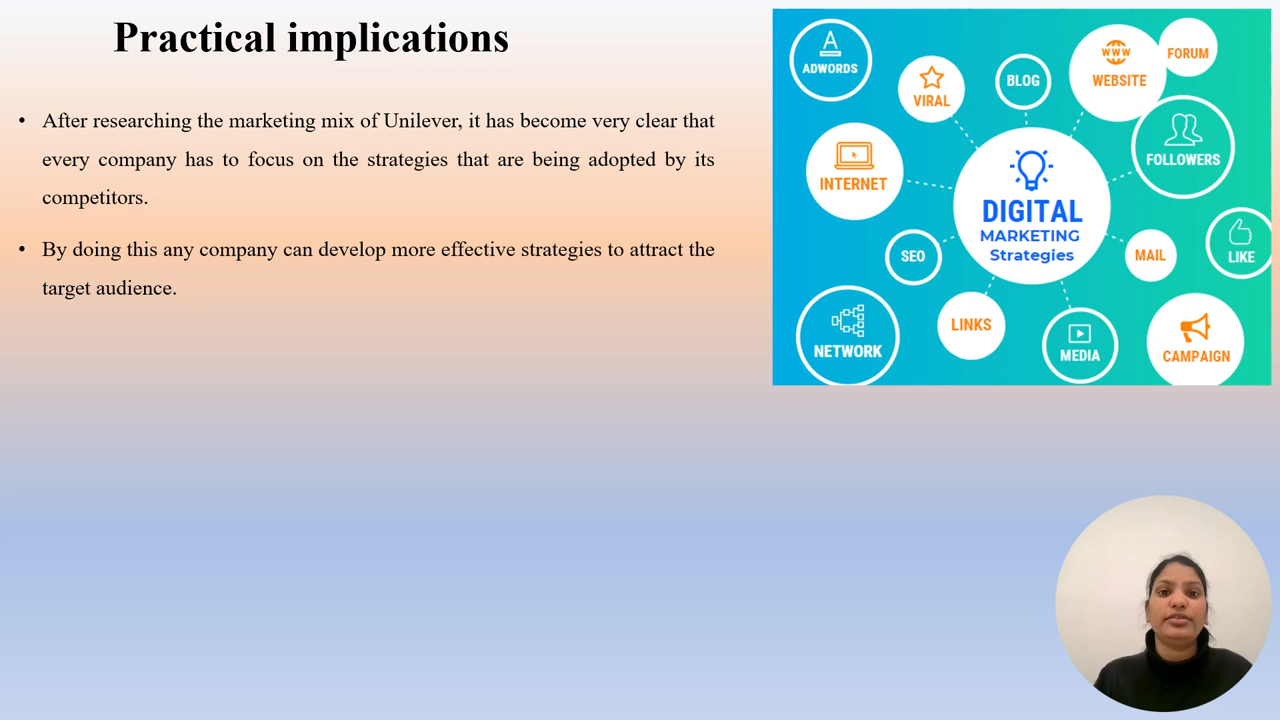 Practical implications
• After researching the marketing mix of Unilever, it has become very clear that
every company has to focus on the strategies that are being adopted by its
competitors.
• By doing this any company can develop more effective strategies to attract the
target audience.
A
ADWORDS
VIRAL
BLOG
WWW
WEBSITE
FORUM
INTERNET
FOLLOWERS
DIGITAL
MARKETING
Strategies
SEO
MAIL
LIKE
NETWORK
LINKS
MEDIA
CAMPAIGN